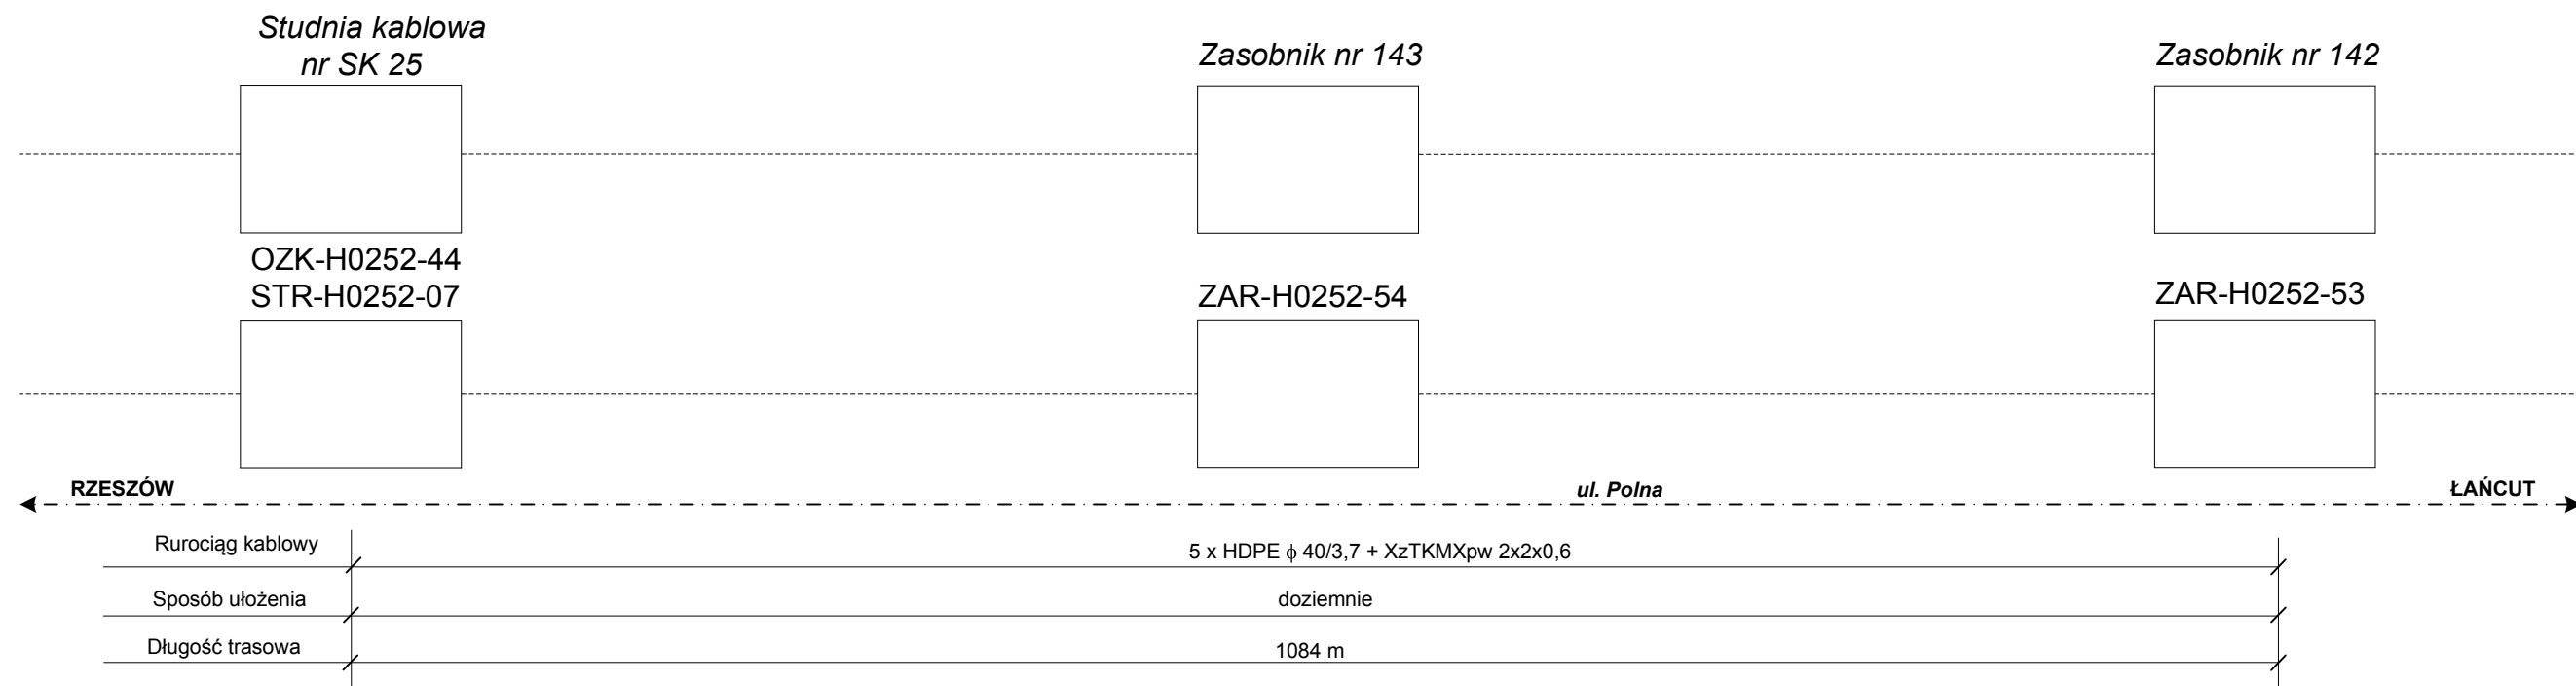 Studnia kablowa
nr SK 25
Zasobnik nr 143
Zasobnik nr 142
OZK-H0252-44
STR-H0252-07
ZAR-H0252-54
ZAR-H0252-53
RZESZÓW
ul. Polna
ŁAŃCUT
Rurociąg kablowy
5 x HDPE ϕ 40/3,7 + XzTKMXpw 2x2x0,6
Sposób ułożenia
doziemnie
Długość trasowa
1084 m